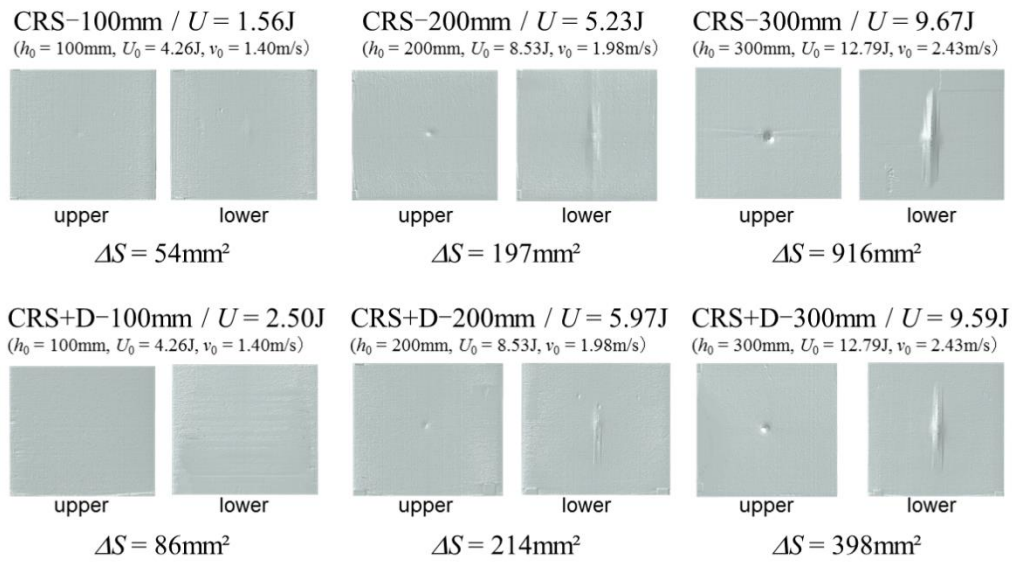 CRS−100mm / U = 1.56J
(h₀ = 100mm, U₀ = 4.26J, v₀ = 1.40m/s)
upper
lower
ΔS = 54mm²
CRS−200mm / U = 5.23J
(h₀ = 200mm, U₀ = 8.53J, v₀ = 1.98m/s)
upper
lower
ΔS = 197mm²
CRS−300mm / U = 9.67J
(h₀ = 300mm, U₀ = 12.79J, v₀ = 2.43m/s)
upper
lower
ΔS = 916mm²
CRS+D−100mm / U = 2.50J
(h₀ = 100mm, U₀ = 4.26J, v₀ = 1.40m/s)
upper
lower
ΔS = 86mm²
CRS+D−200mm / U = 5.97J
(h₀ = 200mm, U₀ = 8.53J, v₀ = 1.98m/s)
upper
lower
ΔS = 214mm²
CRS+D−300mm / U = 9.59J
(h₀ = 300mm, U₀ = 12.79J, v₀ = 2.43m/s)
upper
lower
ΔS = 398mm²